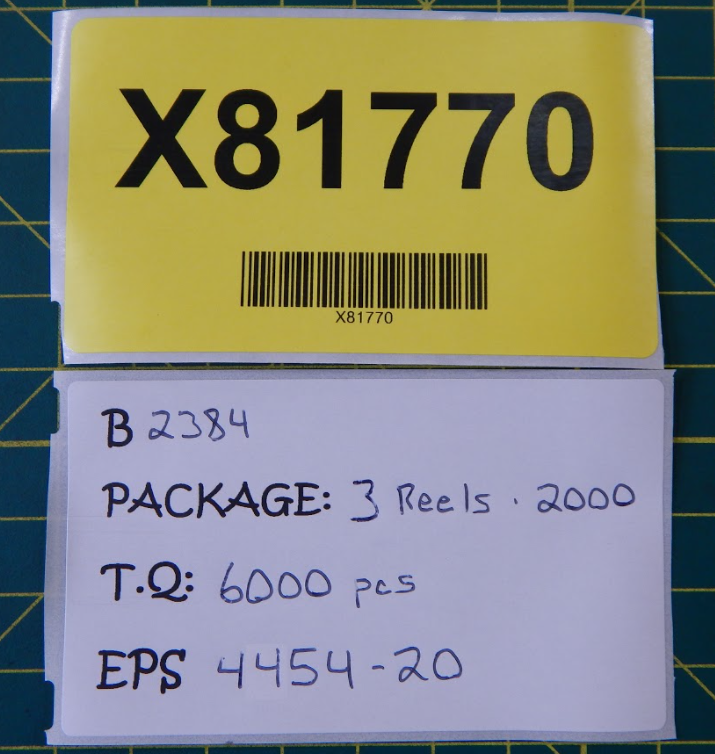 X81770
X81770
B 2384
PACKAGE: 3 Reels . 2000
T.Q: 6000 pcs
EPS 4454-20